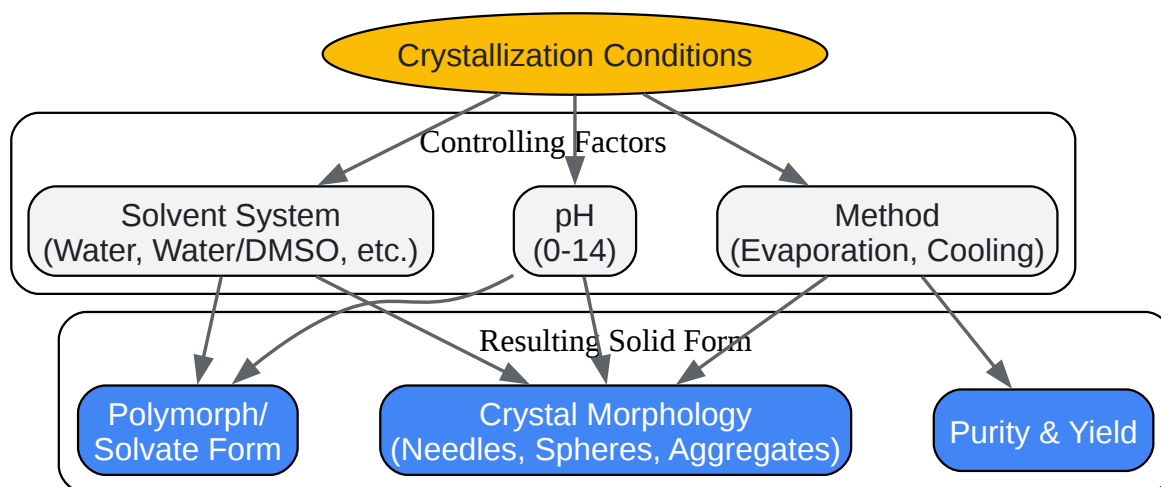 Crystallization Conditions
Controlling Factors
Solvent System
(Water, Water/DMSO, etc.)
pH
(0-14)
Method
(Evaporation, Cooling)
Resulting Solid Form
Polymorph/
Solvate Form
Crystal Morphology
(Needles, Spheres, Aggregates)
Purity & Yield